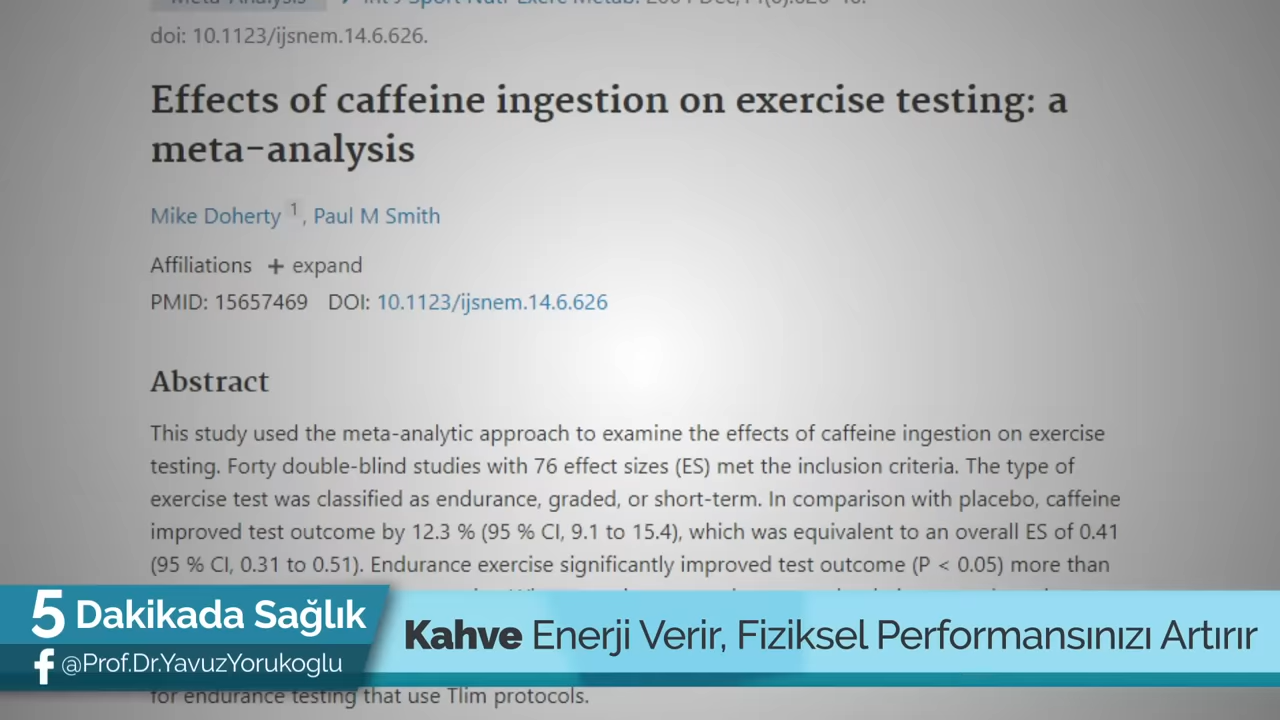 doi: 10.1123/ijsnem.14.6.626.
Effects of caffeine ingestion on exercise testing: a
meta-analysis
Mike Doherty 1, Paul M Smith
Affiliations + expand
PMID: 15657469 DOI: 10.1123/ijsnem.14.6.626
Abstract
This study used the meta-analytic approach to examine the effects of caffeine ingestion on exercise
testing. Forty double-blind studies with 76 effect sizes (ES) met the inclusion criteria. The type of
exercise test was classified as endurance, graded, or short-term. In comparison with placebo, caffeine
improved test outcome by 12.3 % (95 % CI, 9.1 to 15.4), which was equivalent to an overall ES of 0.41
(95 % CI, 0.31 to 0.51). Endurance exercise significantly improved test outcome (P < 0.05) more than
5 Dakikada Sağlık
@Prof.Dr.YavuzYorukoglu
Kahve Enerji Verir, Fiziksel Performansınızı Artırır
for endurance testing that use Tlim protocols.